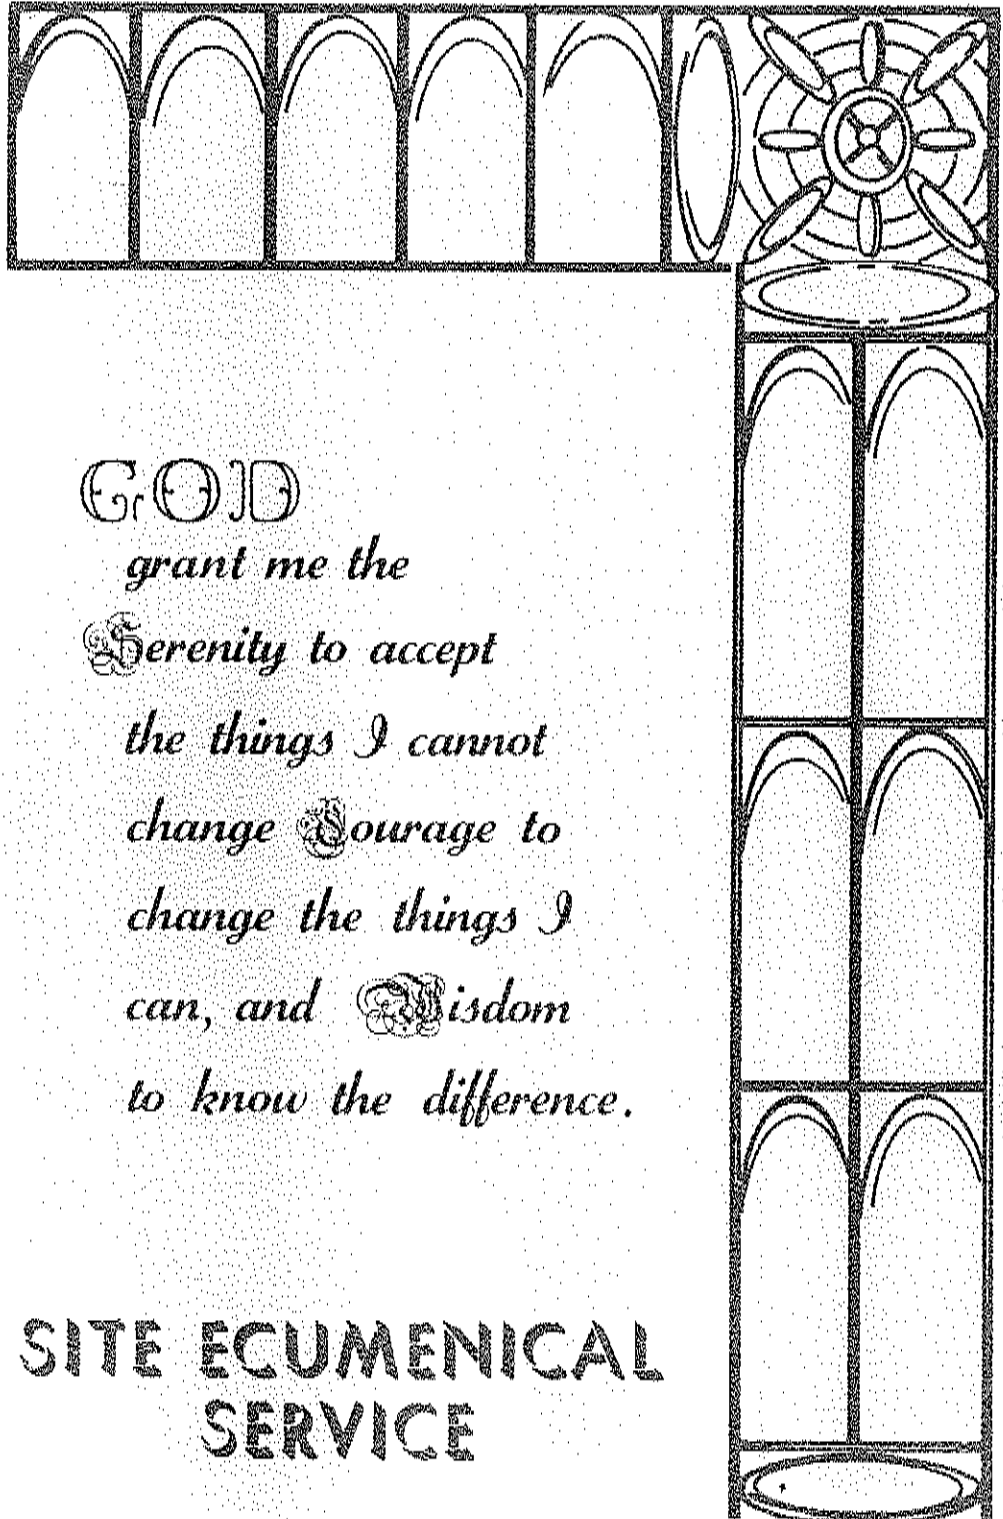 GOD
grant me the
Serenity to accept
the things I cannot
change Courage to
change the things I
can, and Wisdom
to know the difference.
SITE ECUMENICAL
SERVICE